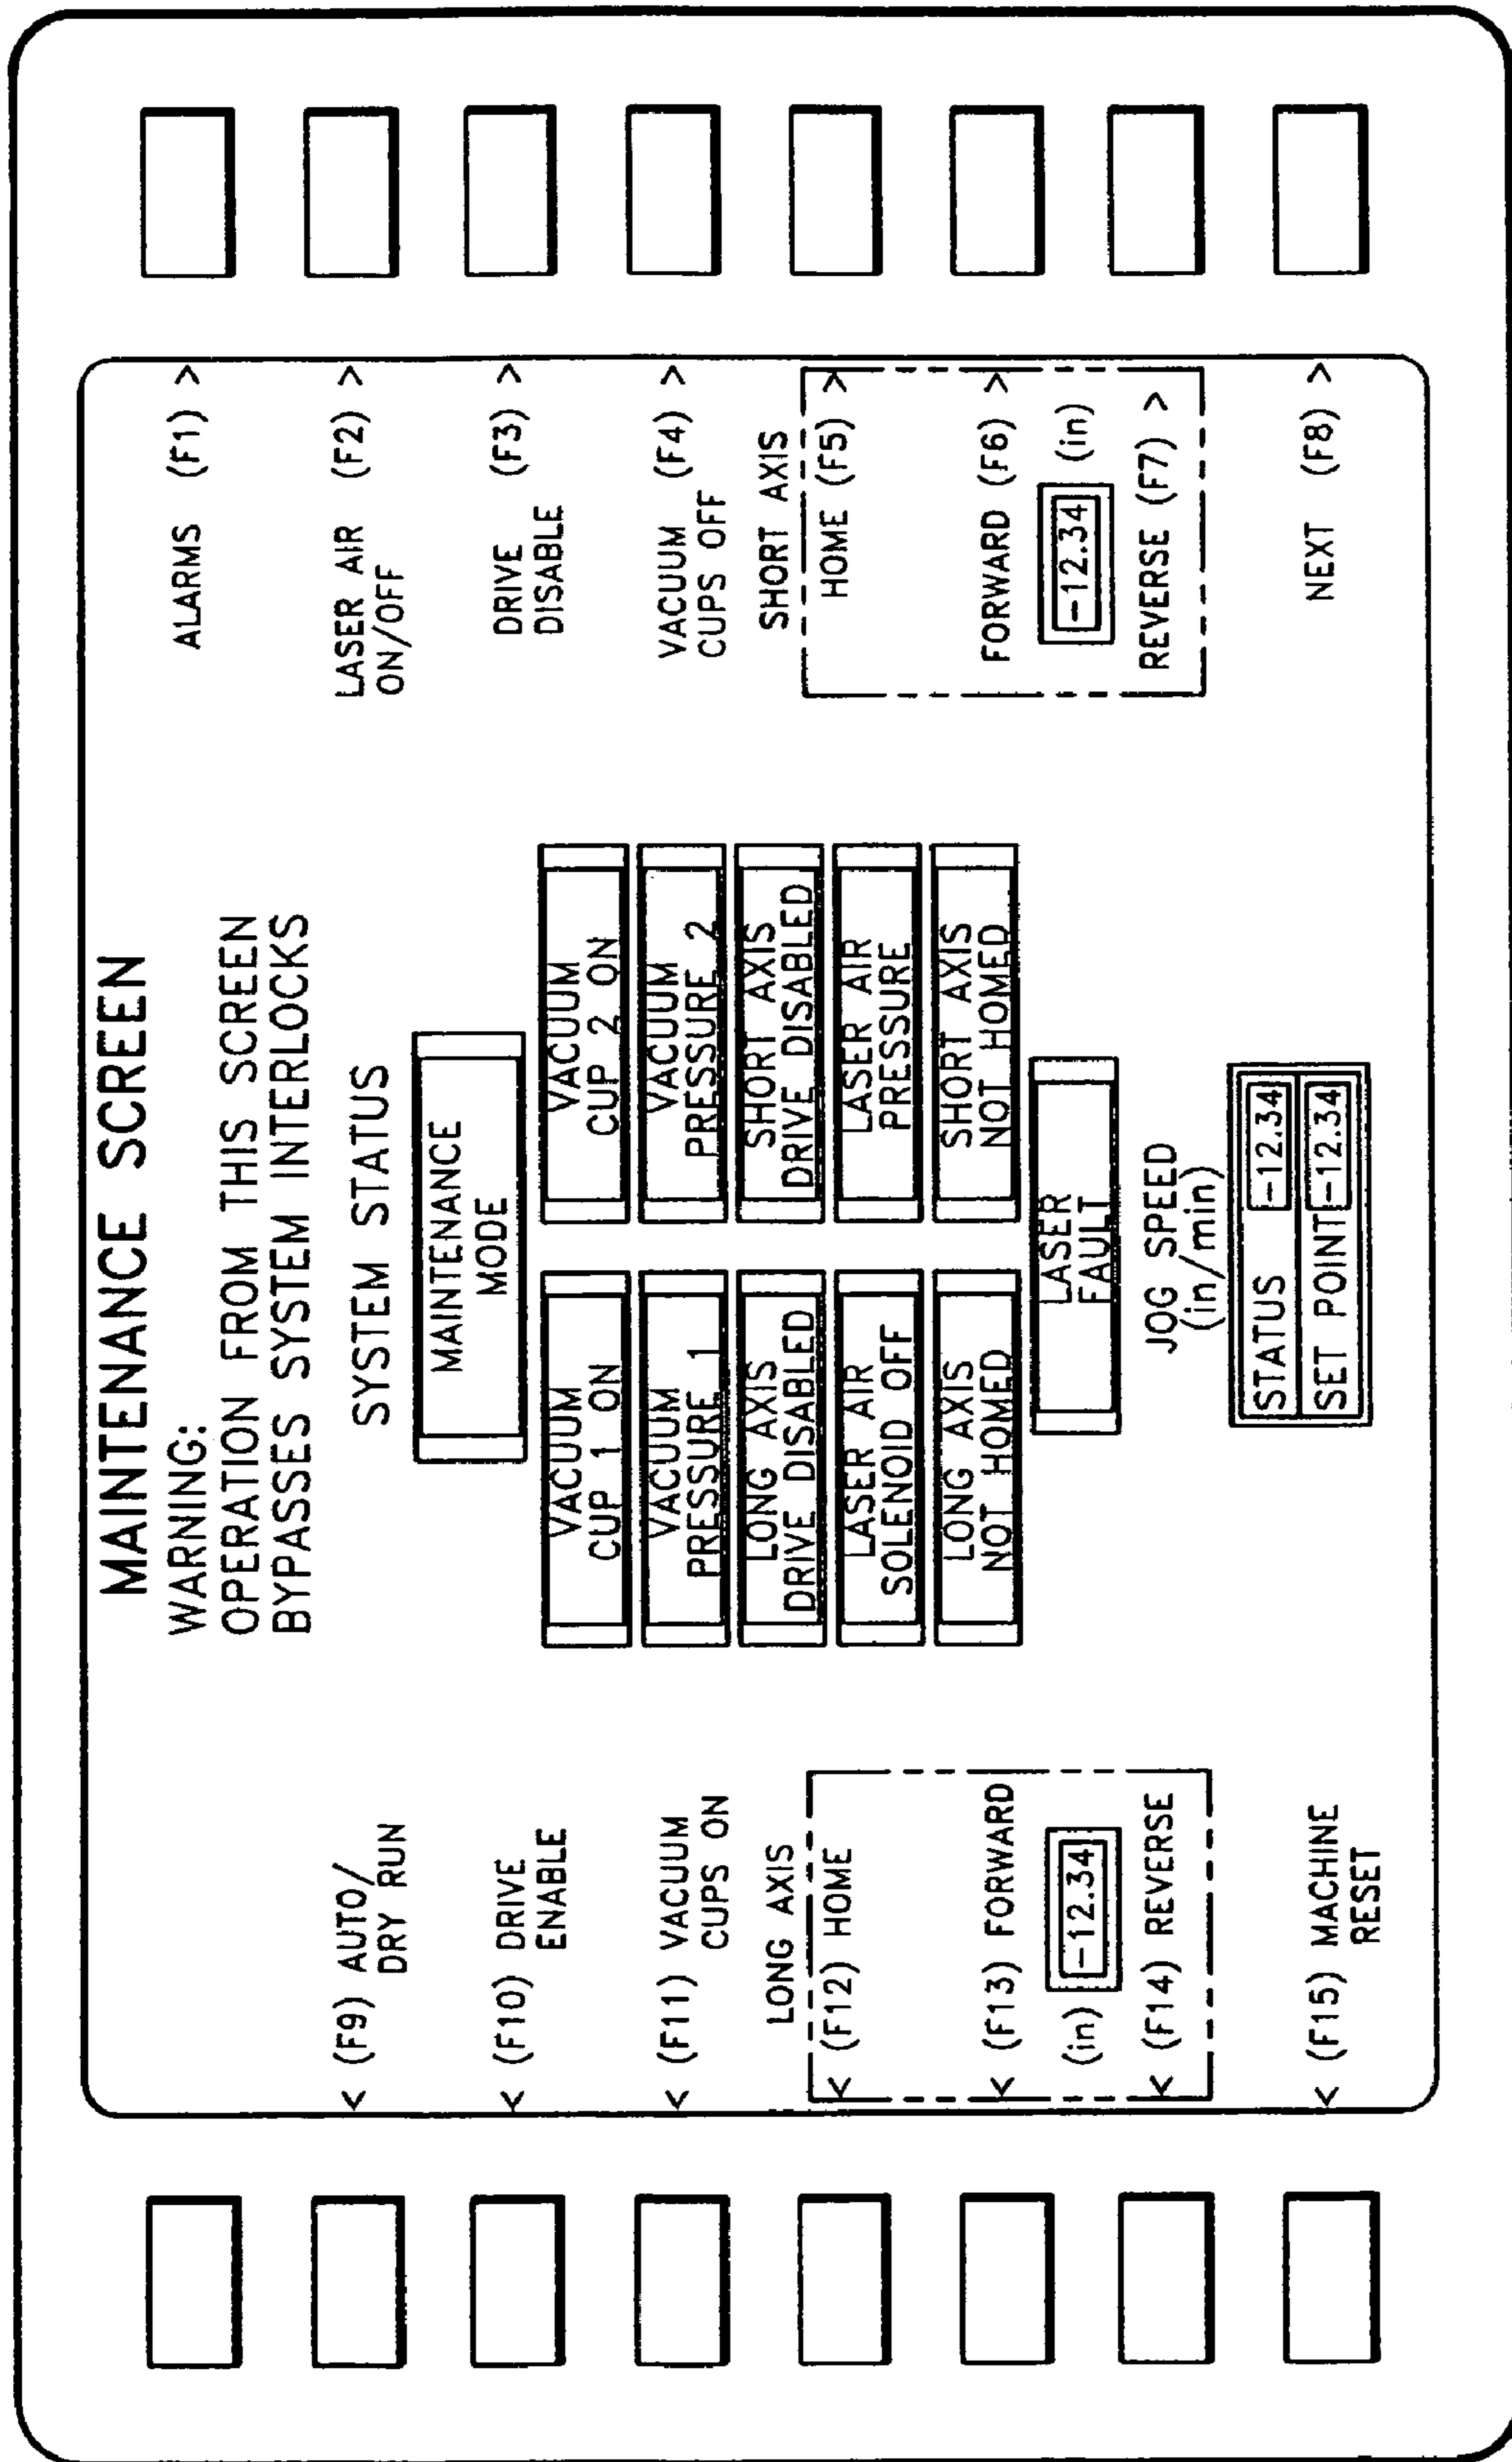 MAINTENANCE SCREEN
WARNING:
OPERATION FROM THIS SCREEN
BYPASSES SYSTEM INTERLOCKS
SYSTEM STATUS
MAINTENANCE
MODE
< (F9) AUTO/
DRY RUN
< (F10) DRIVE
ENABLE
< (F11) VACUUM
CUPS ON
LONG AXIS
< (F12) HOME
< (F13) FORWARD
(in) -12.34
< (F14) REVERSE
< (F15) MACHINE
RESET
VACUUM
CUP 1 ON
VACUUM
CUP 2 ON
VACUUM
PRESSURE 1
VACUUM
PRESSURE 2
LONG AXIS
DRIVE DISABLED
SHORT AXIS
DRIVE DISABLED
LASER AIR
SOLENOID OFF
LASER AIR
PRESSURE
LONG AXIS
NOT HOMED
SHORT AXIS
NOT HOMED
LASER
FAULT
JOG SPEED
(in/min)
STATUS -12.34
SET POINT -12.34
ALARMS (F1) >
LASER AIR (F2) >
ON/OFF
DRIVE (F3) >
DISABLE
VACUUM (F4) >
CUPS OFF
SHORT AXIS
HOME (F5) >
FORWARD (F6) >
-12.34 (in)
REVERSE (F7) >
NEXT (F8) >